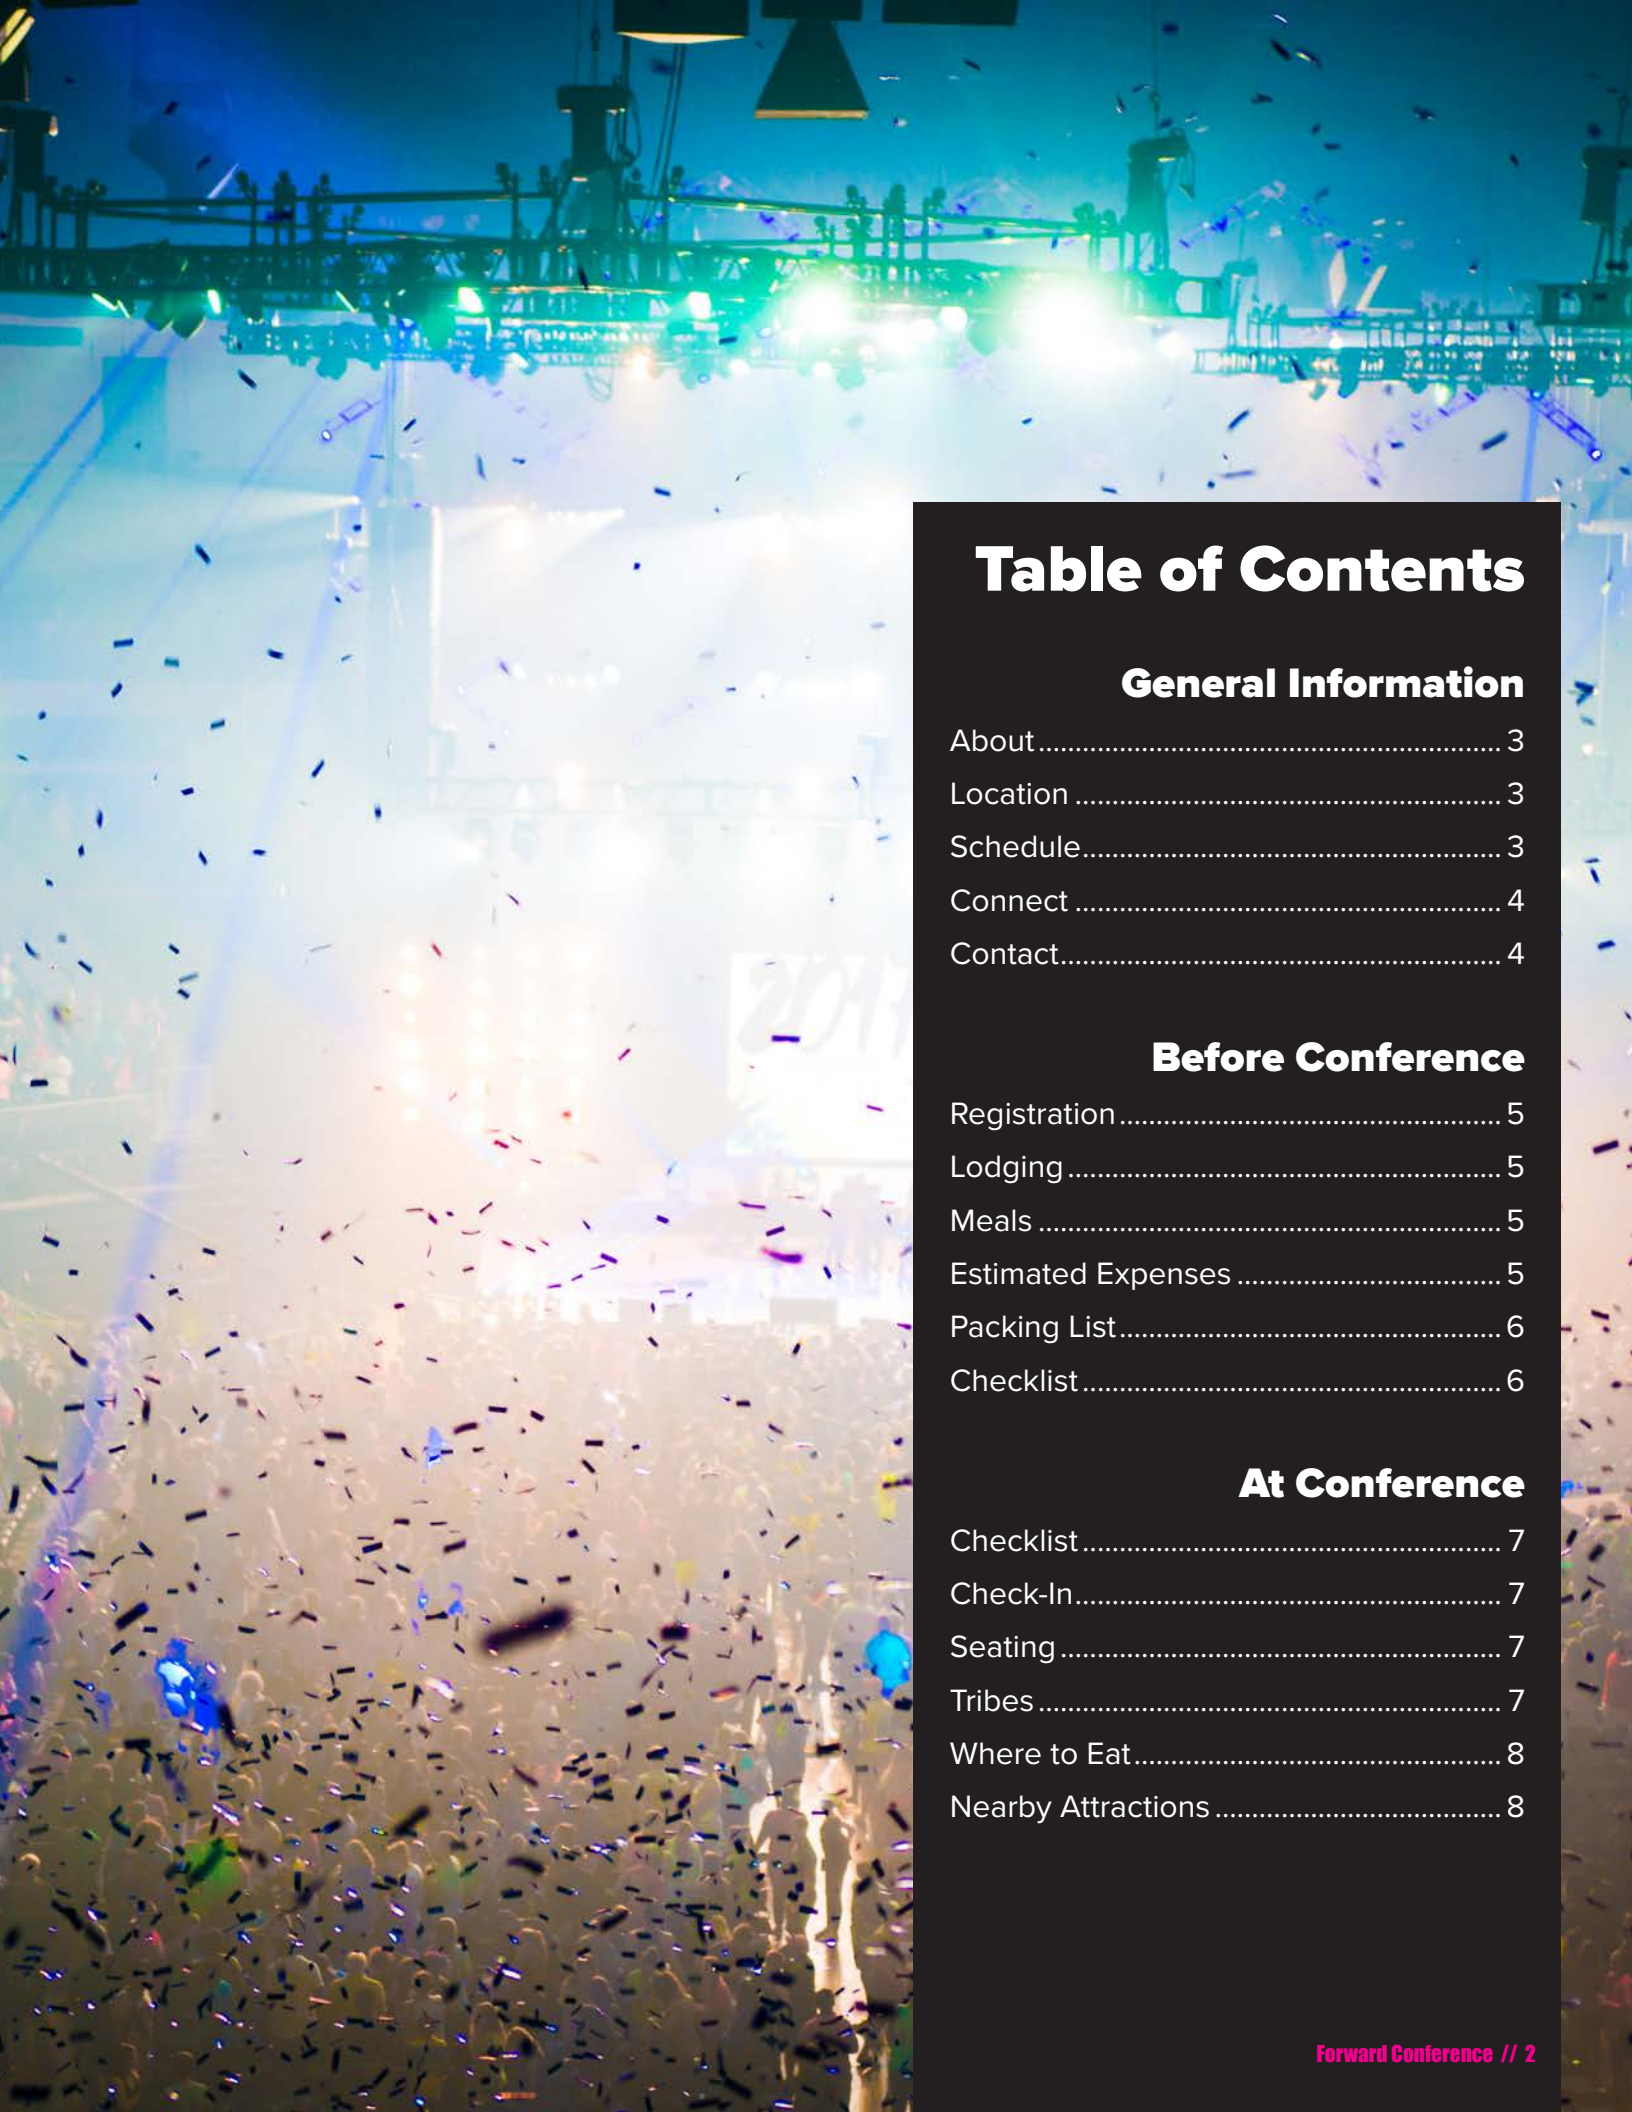 Table of Contents
General Information
About.............................................................. 3
Location ......................................................... 3
Schedule........................................................ 3
Connect ......................................................... 4
Contact........................................................... 4
Before Conference
Registration................................................... 5
Lodging.......................................................... 5
Meals .............................................................. 5
Estimated Expenses ................................... 5
Packing List................................................... 6
Checklist........................................................ 6
At Conference
Checklist........................................................ 7
Check-In......................................................... 7
Seating........................................................... 7
Tribes .............................................................. 7
Where to Eat................................................. 8
Nearby Attractions ...................................... 8
Forward Conference // 2